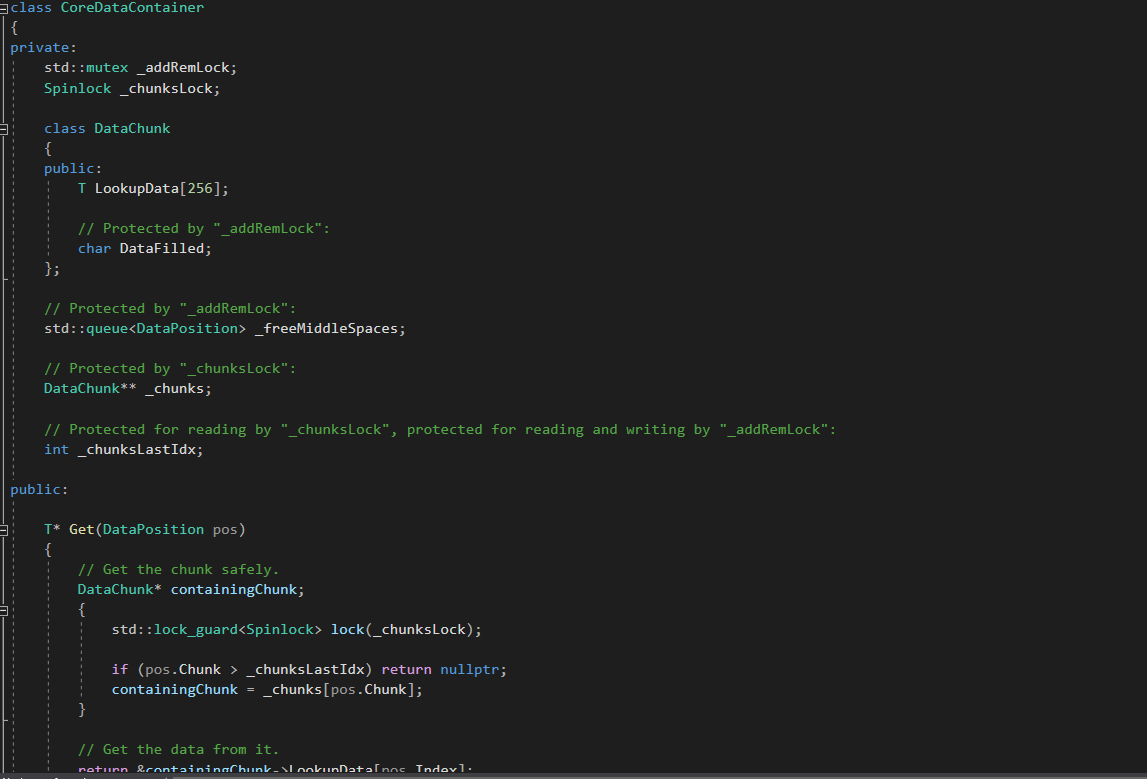 class CoreDataContainer
{
private:
    std::mutex _addRemLock;
    Spinlock _chunksLock;

    class DataChunk
    {
    public:
        T LookupData[256];

        // Protected by "_addRemLock":
        char DataFilled;
    };

    // Protected by "_addRemLock":
    std::queue<DataPosition> _freeMiddleSpaces;

    // Protected by "_chunksLock":
    DataChunk** _chunks;

    // Protected for reading by "_chunksLock", protected for reading and writing by "_addRemLock":
    int _chunksLastIdx;

public:

    T* Get(DataPosition pos)
    {
        // Get the chunk safely.
        DataChunk* containingChunk;
        {
            std::lock_guard<Spinlock> lock(_chunksLock);

            if (pos.Chunk > _chunksLastIdx) return nullptr;
            containingChunk = _chunks[pos.Chunk];
        }

        // Get the data from it.
        return &containingChunk->LookupData[pos.Index];